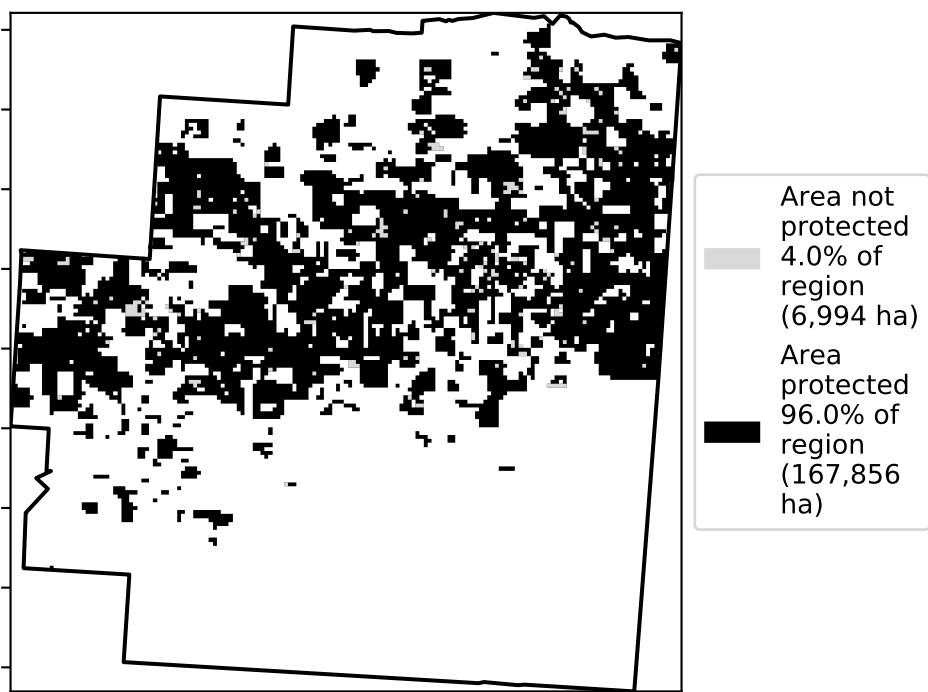 Area not
protected
4.0% of
region
(6,994 ha)
Area
protected
96.0% of
region
(167,856
ha)